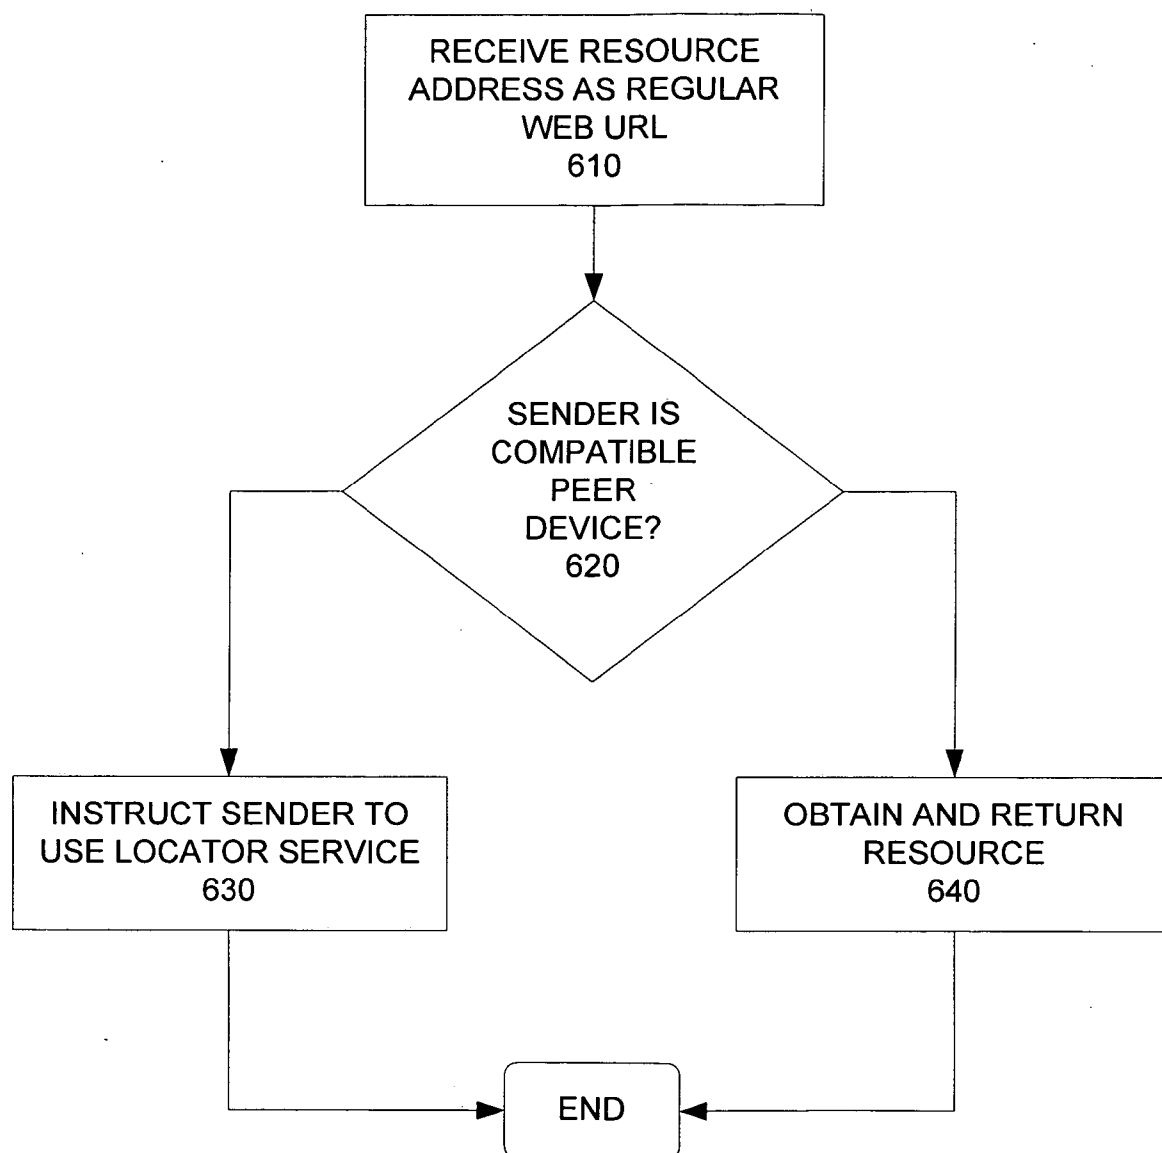 RECEIVE RESOURCE
ADDRESS AS REGULAR
WEB URL
610
SENDER IS
COMPATIBLE
PEER
DEVICE?
620
INSTRUCT SENDER TO
USE LOCATOR SERVICE
630
OBTAIN AND RETURN
RESOURCE
640
END